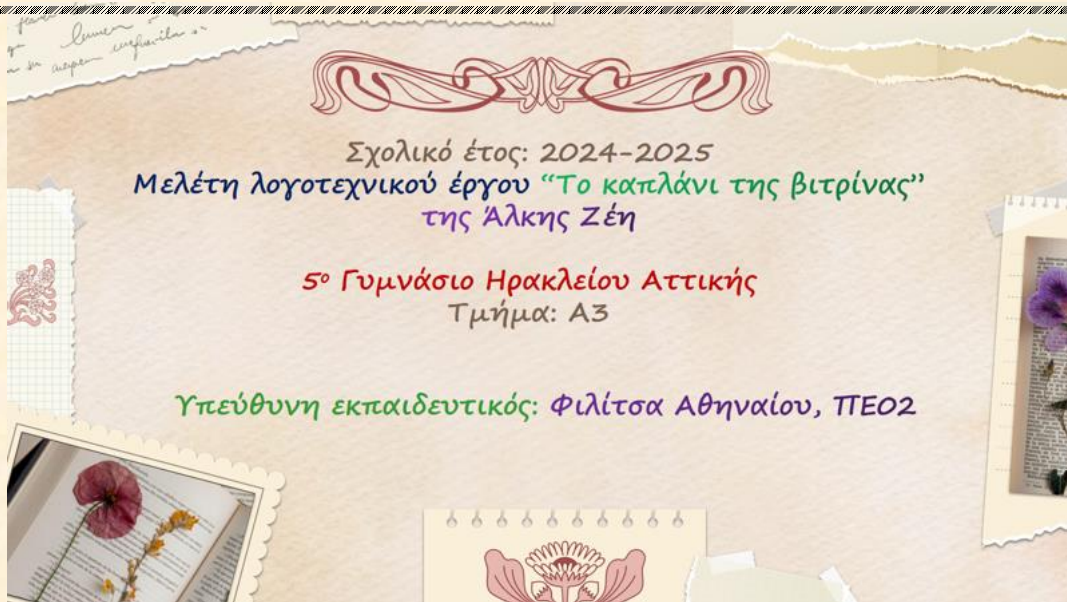 Σχολικό έτος: 2024-2025
Μελέτη λογοτεχνικού έργου “Το καπλάνι της βιτρίνας”
της Άλκης Ζέη
5ο Γυμνάσιο Ηρακλείου Αττικής
Τμήμα: Α3
Υπεύθυνη εκπαιδευτικός: Φιλίτσα Αθηναίου, ΠΕ02